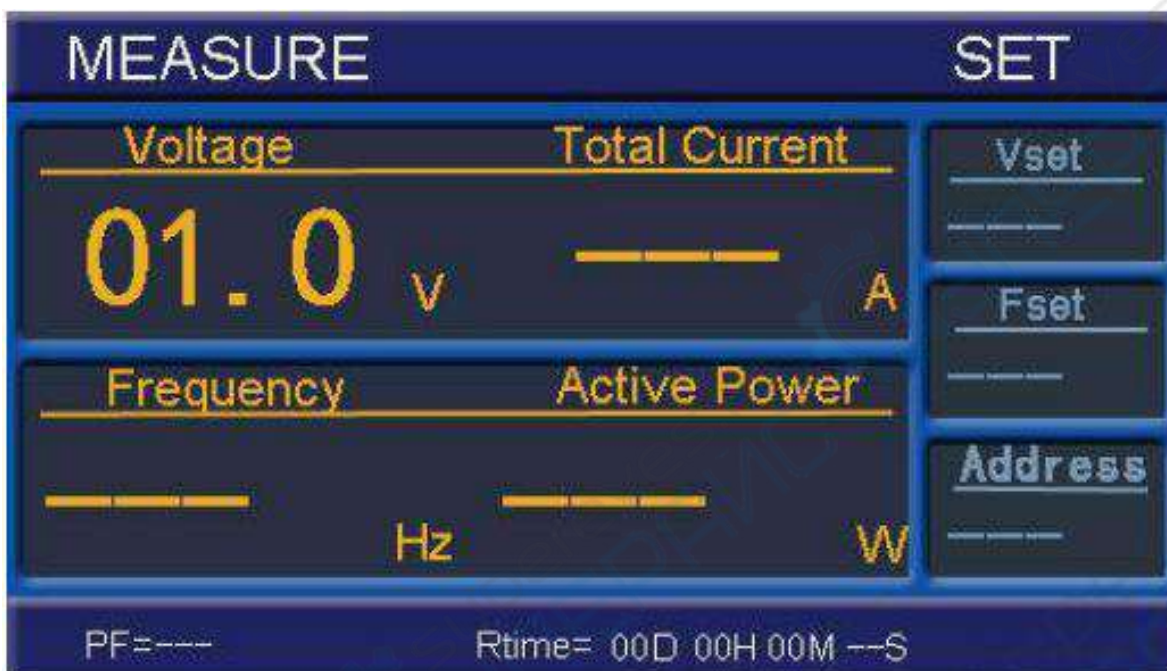 MEASURE SET
Voltage Total Current
01.0 V --- A
Frequency Active Power
--- Hz --- W
Vset
---
Fset
---
Address
---
PF=--- Rtime= 00D 00H 00M --S